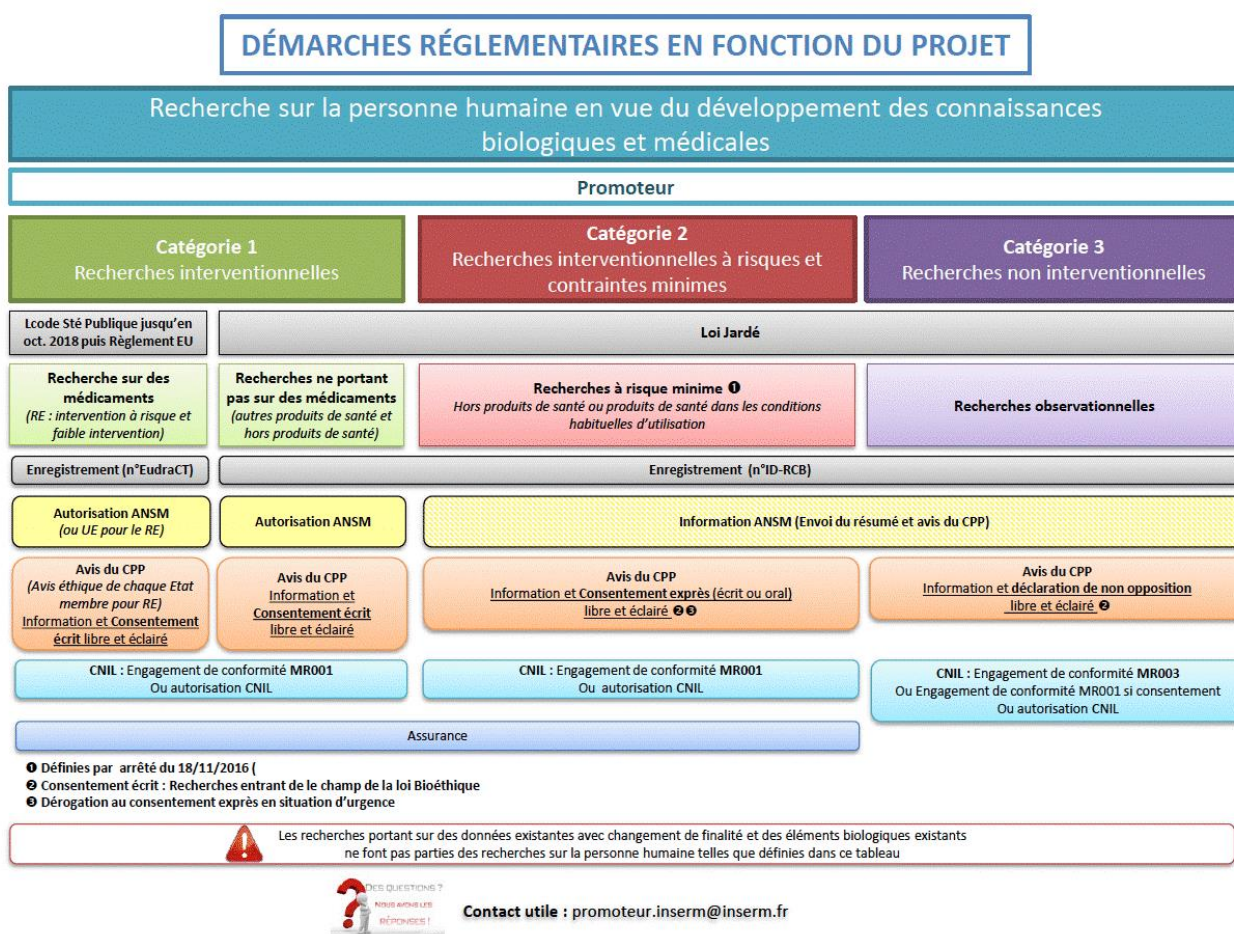 DÉMARCHES RÉGLEMENTAIRES EN FONCTION DU PROJET
Recherche sur la personne humaine en vue du développement des connaissances
biologiques et médicales
Promoteur
Catégorie 1
Recherches interventionnelles
Catégorie 2
Recherches interventionnelles à risques et
contraintes minimes
Catégorie 3
Recherches non interventionnelles
Lcode Sté Publique jusqu'en
oct. 2018 puis Règlement EU
Loi Jardé
Recherche sur des
médicaments
(RE : intervention à risque et
faible intervention)
Recherches ne portant
pas sur des médicaments
(autres produits de santé et
hors produits de santé)
Recherches à risque minime ❶
Hors produits de santé ou produits de santé dans les conditions
habituelles d'utilisation
Recherches observationnelles
Enregistrement (n°EudraCT)
Enregistrement (n°ID-RCB)
Autorisation ANSM
(ou UE pour le RE)
Autorisation ANSM
Information ANSM (Envoi du résumé et avis du CPP)
Avis du CPP
(Avis éthique de chaque Etat
membre pour RE)
Information et Consentement
écrit libre et éclairé
Avis du CPP
Information et
Consentement écrit
libre et éclairé
Avis du CPP
Information et Consentement exprès (écrit ou oral)
libre et éclairé ❷❸
Avis du CPP
Information et déclaration de non opposition
libre et éclairé ❷
CNIL : Engagement de conformité MR001
Ou autorisation CNIL
CNIL : Engagement de conformité MR001
Ou autorisation CNIL
CNIL : Engagement de conformité MR003
Ou Engagement de conformité MR001 si consentement
Ou autorisation CNIL
Assurance
❶ Définies par arrêté du 18/11/2016 (
❷ Consentement écrit : Recherches entrant de le champ de la loi Bioéthique
❸ Dérogation au consentement exprès en situation d'urgence
Les recherches portant sur des données existantes avec changement de finalité et des éléments biologiques existants
ne font pas parties des recherches sur la personne humaine telles que définies dans ce tableau
DES QUESTIONS ?
NOUS AVONS LES
RÉPONSES !
Contact utile : promoteur.inserm@inserm.fr